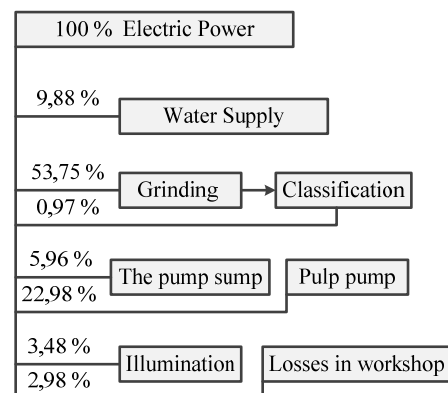 100 % Electric Power
9,88 %
Water Supply
53,75 %
Grinding
Classification
0,97 %
5,96 %
The pump sump
Pulp pump
22,98 %
3,48 %
Illumination
Losses in workshop
2,98 %